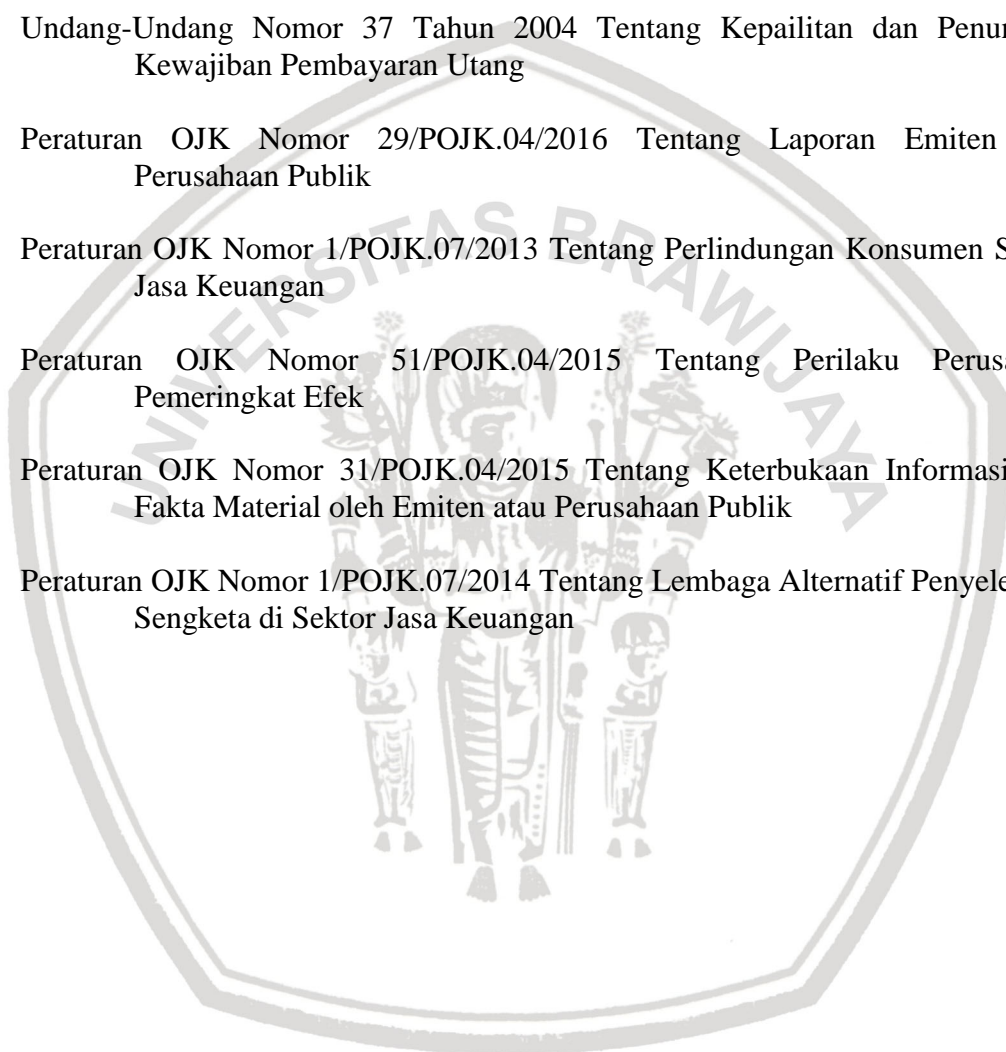 Undang-Undang Nomor 37 Tahun 2004 Tentang Kepailitan dan
Kewajiban Pembayaran Utang
Peraturan OJK Nomor 29/POJK.04/2016 Tentang Laporan Emiten
Perusahaan Publik
Peraturan OJK Nomor 1/POJK.07/2013 Tentang Perlindungan Konsumen
Jasa Keuangan
Peraturan OJK Nomor 51/POJK.04/2015 Tentang Perilaku
Pemeringkat Efek
Peraturan OJK Nomor 31/POJK.04/2015 Tentang Keterbukaan Informasi
Fakta Material oleh Emiten atau Perusahaan Publik
Peraturan OJK Nomor 1/POJK.07/2014 Tentang Lembaga Alternatif
Sengketa di Sektor Jasa Keuangan
UNIVERSITAS BRAWIJAYA